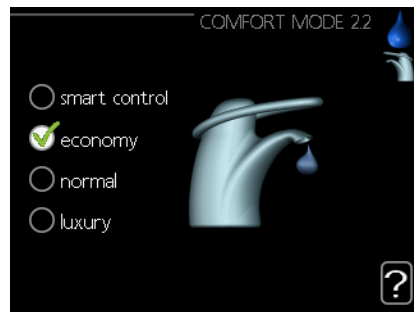 COMFORT MODE 2.2
smart control
economy
normal
luxury
?